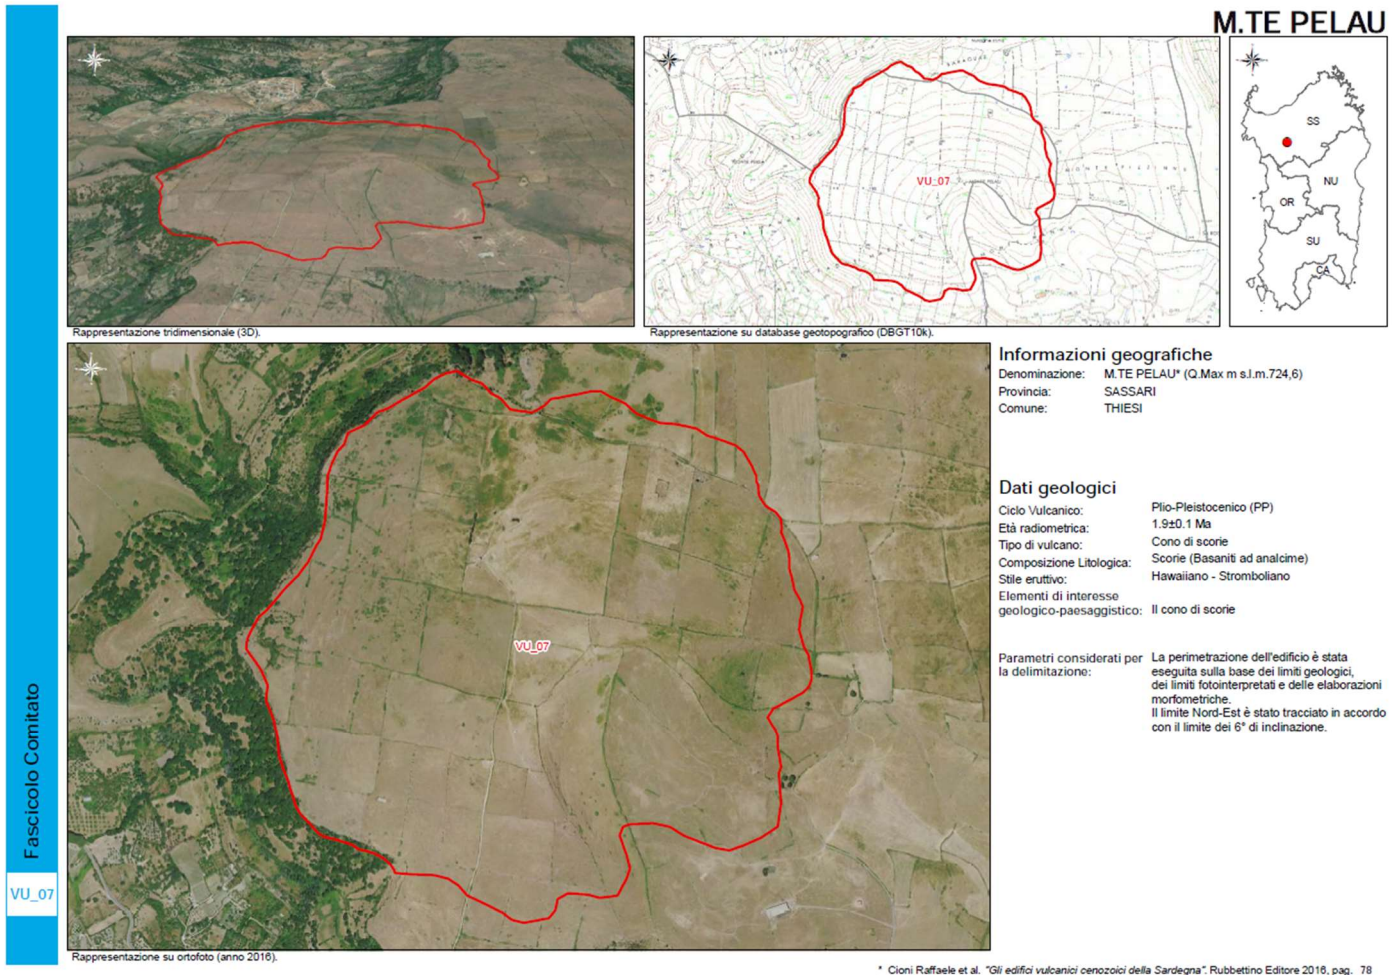 M.TE PELAU
VU_07
SS
NU
OR
SU
CA
Rappresentazione tridimensionale (3D).
Rappresentazione su database geotopografico (DBGT10k).
Informazioni geografiche
Denominazione: M.TE PELAU* (Q.Max m s.l.m.724,6)
Provincia: SASSARI
Comune: THIESI
Dati geologici
Ciclo Vulcanico: Plio-Pleistocenico (PP)
Età radiometrica: 1.9±0.1 Ma
Tipo di vulcano: Cono di scorie
Composizione Litologica: Scorie (Basaniti ad analcime)
Stile eruttivo: Hawaiiano - Stromboliano
Elementi di interesse
geologico-paesaggistico: Il cono di scorie
Parametri considerati per
la delimitazione:
La perimetrazione dell'edificio è stata
eseguita sulla base dei limiti geologici,
dei limiti fotointerpretati e delle elaborazioni
morfometriche.
Il limite Nord-Est è stato tracciato in accordo
con il limite dei 6° di inclinazione.
VU_07
Fascicolo Comitato
VU_07
Rappresentazione su ortofoto (anno 2016).
* Cioni Raffaele et al. "Gli edifici vulcanici cenozoici della Sardegna". Rubbettino Editore 2016, pag. 78